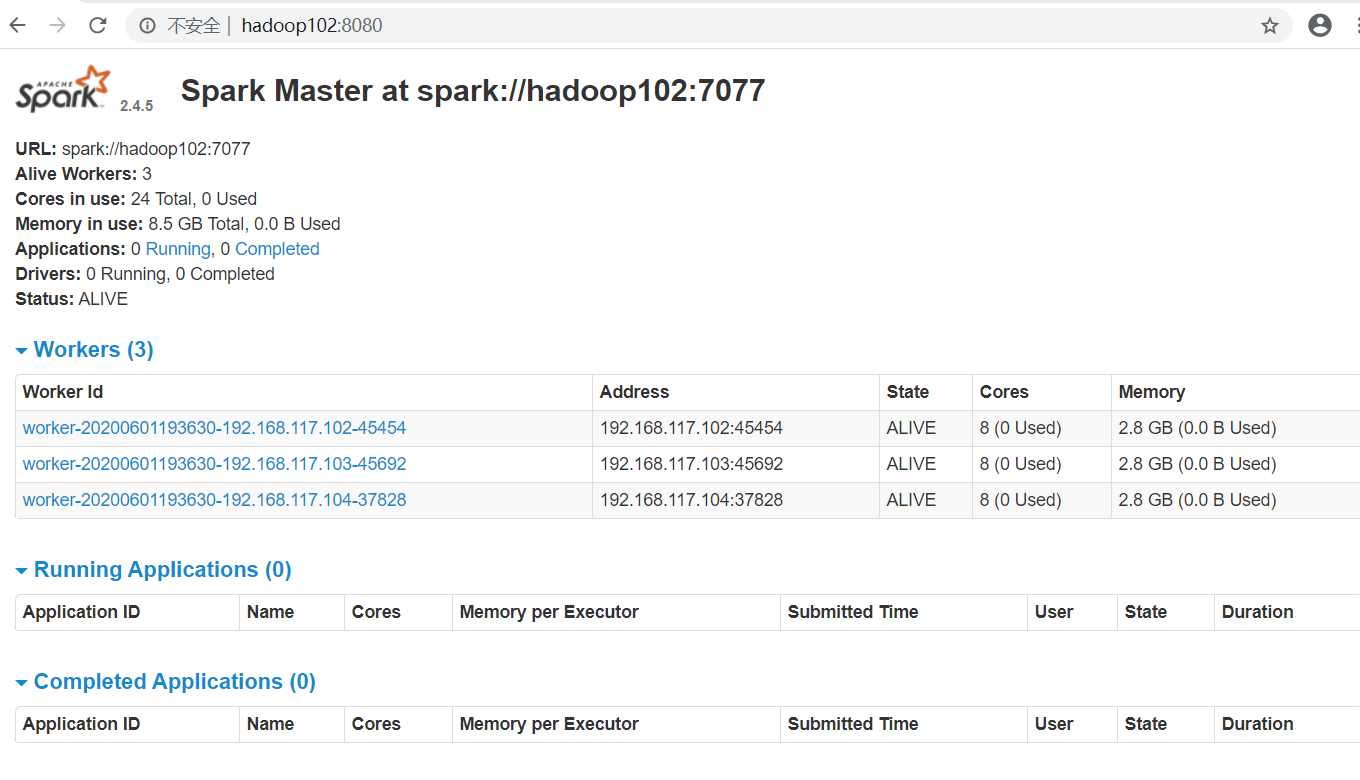 不安全 | hadoop102:8080
APACHE Spark 2.4.5 Spark Master at spark://hadoop102:7077
URL: spark://hadoop102:7077
Alive Workers: 3
Cores in use: 24 Total, 0 Used
Memory in use: 8.5 GB Total, 0.0 B Used
Applications: 0 Running, 0 Completed
Drivers: 0 Running, 0 Completed
Status: ALIVE
Workers (3)
Worker Id Address State Cores Memory
worker-20200601193630-192.168.117.102-45454 192.168.117.102:45454 ALIVE 8 (0 Used) 2.8 GB (0.0 B Used)
worker-20200601193630-192.168.117.103-45692 192.168.117.103:45692 ALIVE 8 (0 Used) 2.8 GB (0.0 B Used)
worker-20200601193630-192.168.117.104-37828 192.168.117.104:37828 ALIVE 8 (0 Used) 2.8 GB (0.0 B Used)
Running Applications (0)
Application ID Name Cores Memory per Executor Submitted Time User State Duration
Completed Applications (0)
Application ID Name Cores Memory per Executor Submitted Time User State Duration